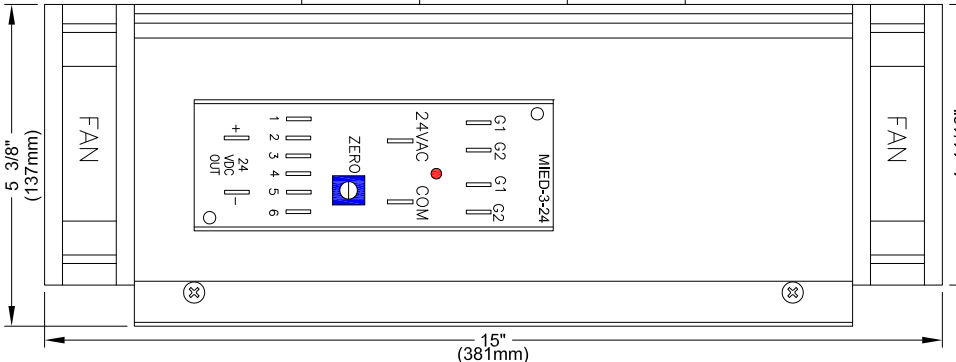 FAN
5 3/8"
(137mm)
+
24
VDC
OUT
-
1
2
3
4
5
6
ZERO
24VAC
COM
G1
G2
G1
G2
MIED-3-24
FAN
15"
(381mm)